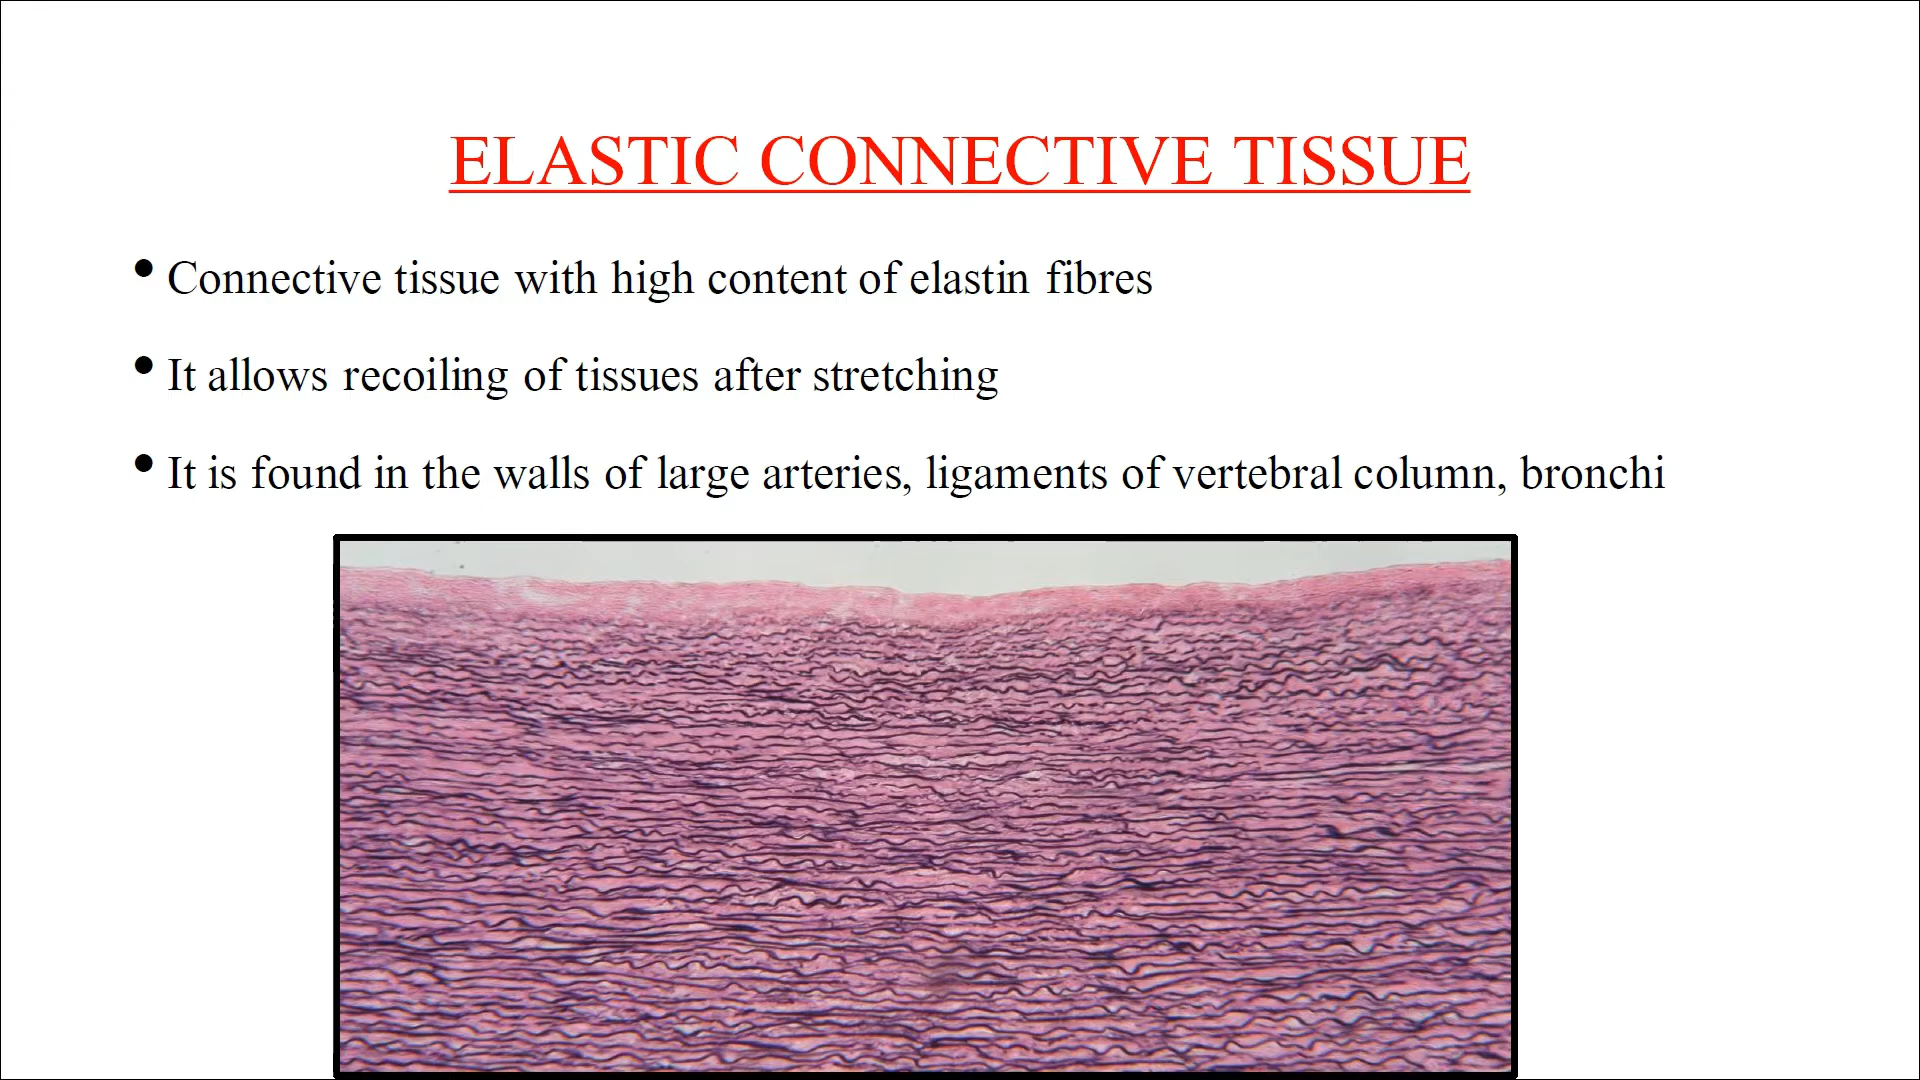 ELASTIC CONNECTIVE TISSUE
• Connective tissue with high content of elastin fibres
• It allows recoiling of tissues after stretching
• It is found in the walls of large arteries, ligaments of vertebral column, bronchi